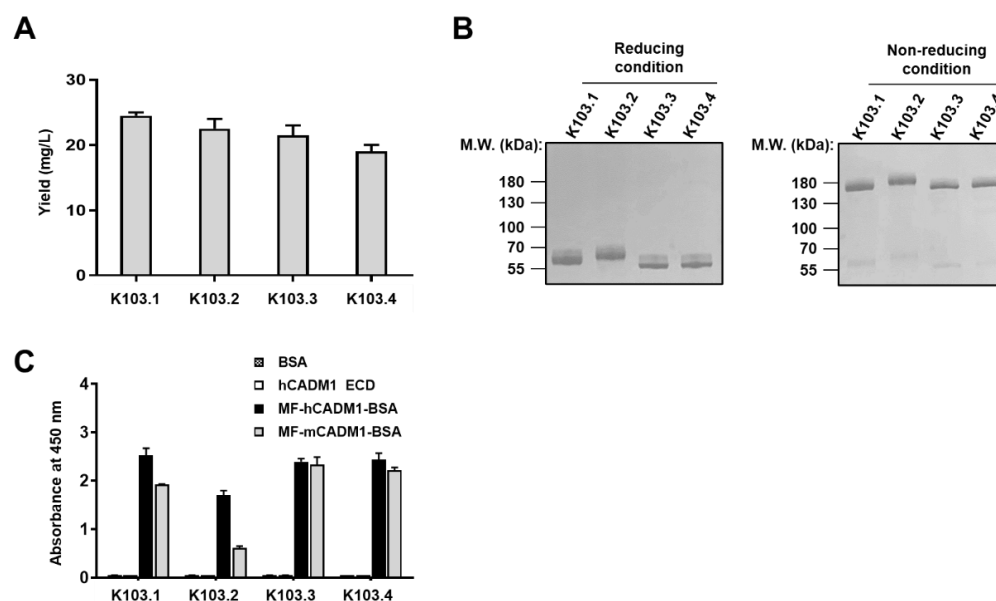 A
Yield (mg/L)
30
20
10
0
K103.1 K103.2 K103.3 K103.4
B
Reducing
condition
K103.1 K103.2 K103.3 K103.4
M.W. (kDa):
180
130
100
70
55
Non-reducing
condition
K103.1 K103.2 K103.3 K103.4
M.W. (kDa):
180
130
100
70
55
C
BSA
hCADM1 ECD
MF-hCADM1-BSA
MF-mCADM1-BSA
Absorbance at 450 nm
4
3
2
1
0
K103.1 K103.2 K103.3 K103.4